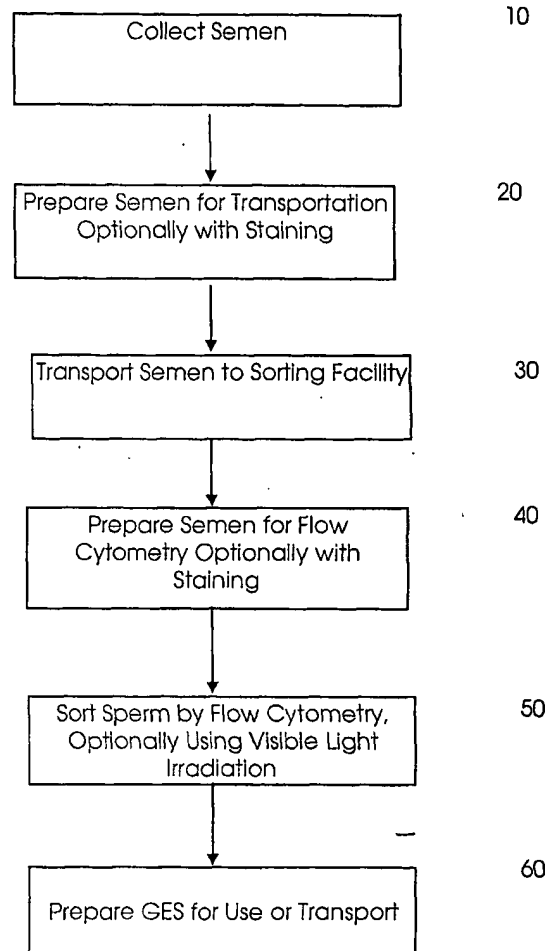 Collect Semen
10
Prepare Semen for Transportation
Optionally with Staining
20
Transport Semen to Sorting Facility
30
Prepare Semen for Flow
Cytometry Optionally with
Staining
40
Sort Sperm by Flow Cytometry,
Optionally Using Visible Light
Irradiation
50
Prepare GES for Use or Transport
60